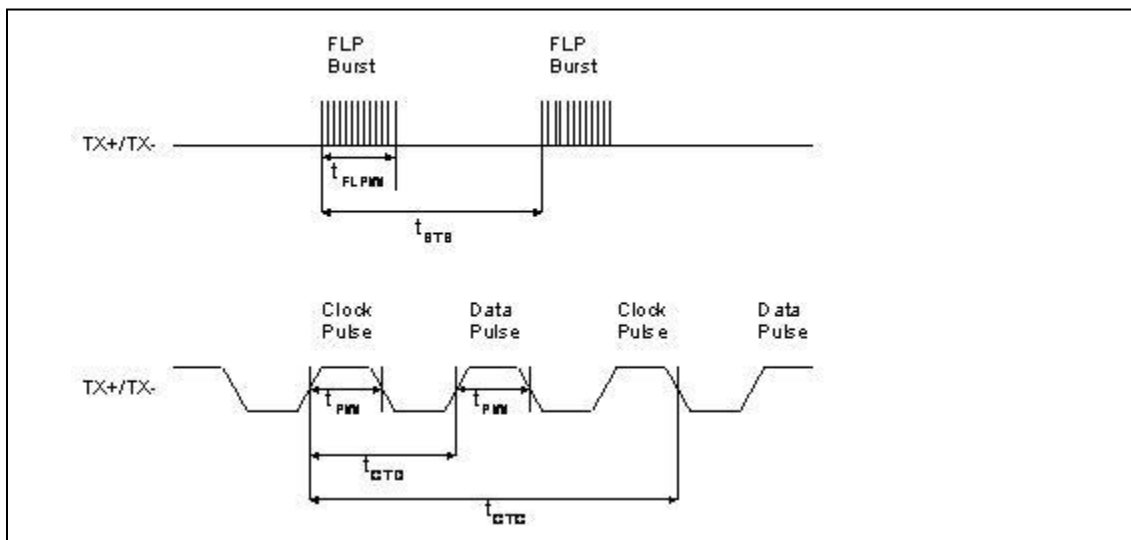 FLP FLP
Burst Burst
TX+/TX-
t FLPW
t BTB
Clock Data Clock Data
Pulse Pulse Pulse Pulse
TX+/TX-
t PW t PW
t CTD
t CTC